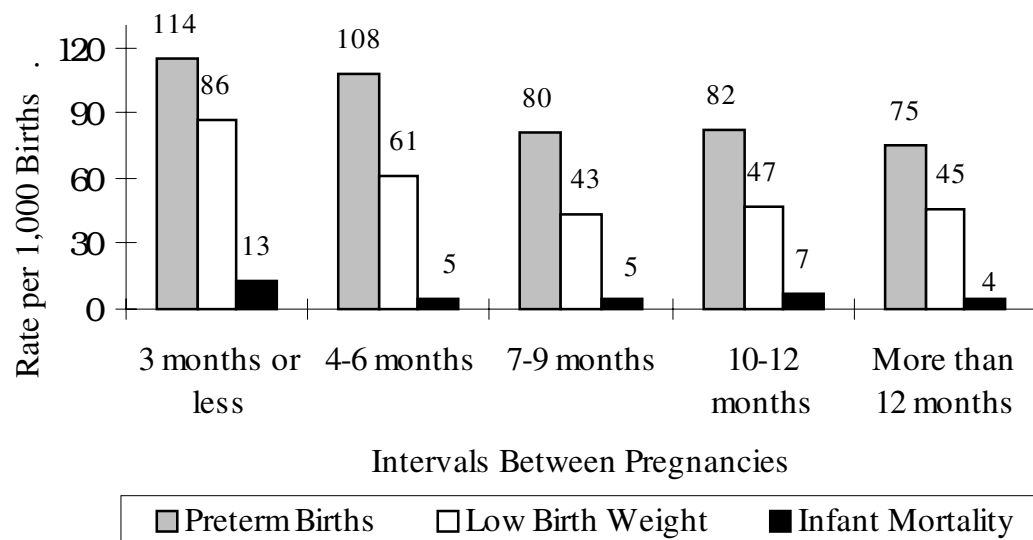 Rate per 1,000 Births .
120
90
60
30
0
114
86
13
108
61
5
80
43
5
82
47
7
75
45
4
3 months or
less
4-6 months
7-9 months
10-12
months
More than
12 months
Intervals Between Pregnancies
Preterm Births
Low Birth Weight
Infant Mortality